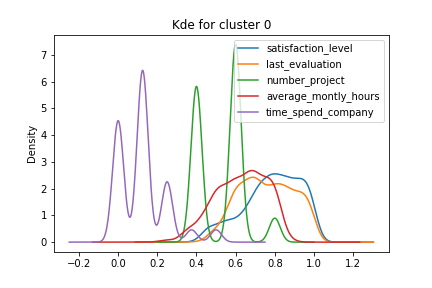 Kde for cluster 0
Density
7
6
5
4
3
2
1
0
−0.2
0.0
0.2
0.4
0.6
0.8
1.0
1.2
satisfaction_level
last_evaluation
number_project
average_montly_hours
time_spend_company